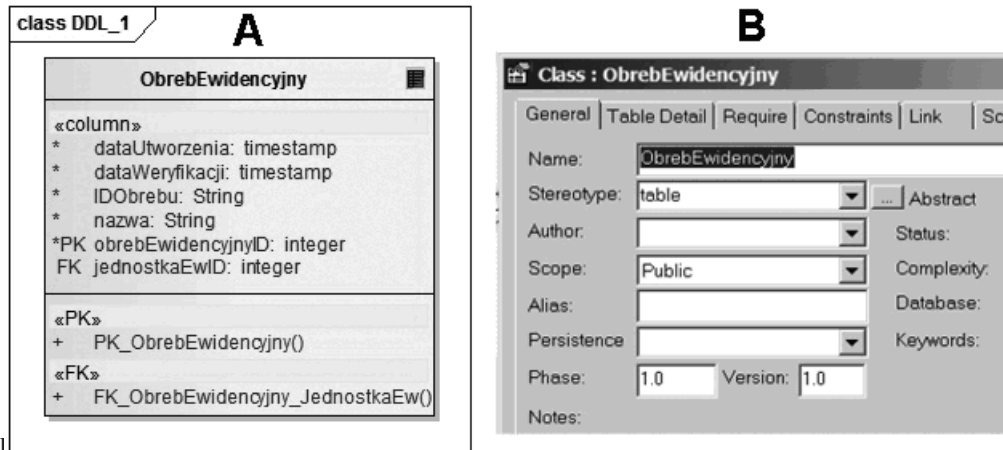 class DDL_1
A
ObrebEwidencyjny
«column»
* dataUtworzenia: timestamp
* dataWeryfikacji: timestamp
* IDObrebu: String
* nazwa: String
*PK obrebEwidencyjnyID: integer
FK jednostkaEwID: integer
«PK»
+ PK_ObrebEwidencyjny()
«FK»
+ FK_ObrebEwidencyjny_JednostkaEw()
B
Class : ObrebEwidencyjny
General Table Detail Require Constraints Link Sc
Name: ObrebEwidencyjny
Stereotype: table ... Abstract
Author: Status:
Scope: Public Complexity:
Alias: Database:
Persistence Keywords:
Phase: 1.0 Version: 1.0
Notes: